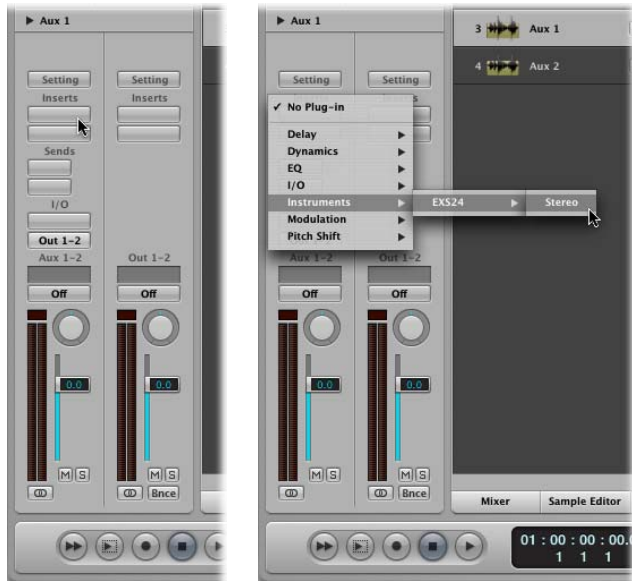 Aux 1
Setting Setting
Inserts Inserts
Sends
I/O
Out 1-2
Aux 1-2 Out 1-2
Off Off
0.0 0.0
M S M S
Bnce
Aux 1
3 Aux 1
4 Aux 2
Setting Setting
✓ No Plug-in
Delay
Dynamics
EQ
I/O
Instruments EXS24 Stereo
Modulation
Pitch Shift
Aux 1-2 Out 1-2
Off Off
0.0 0.0
M S M S
Bnce
Mixer Sample Editor
01 : 00 : 00 : 00.
1 1 1